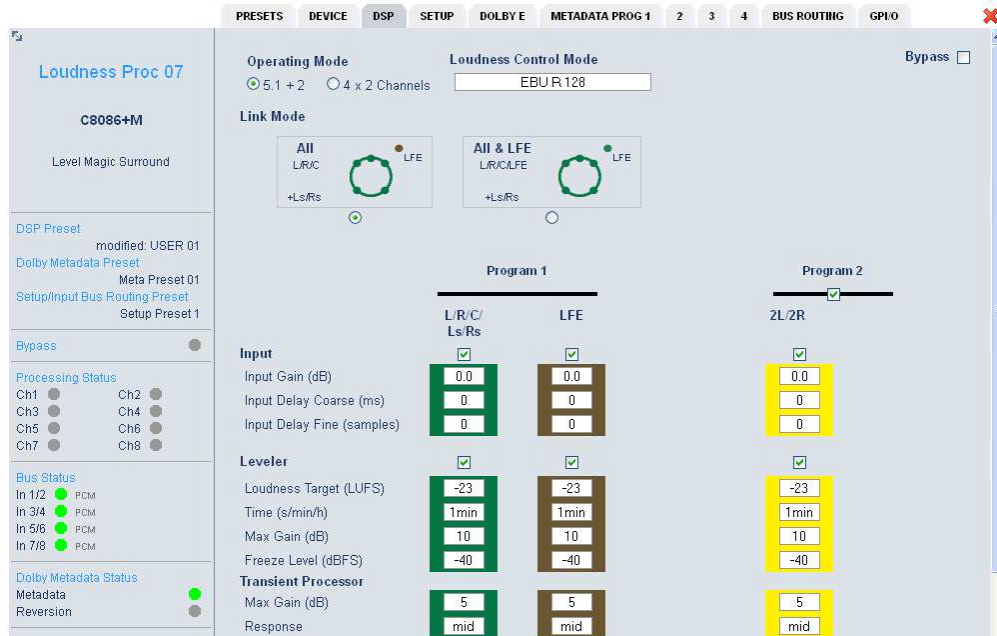 PRESETS DEVICE DSP SETUP DOLBY E METADATA PROG 1 2 3 4 BUS ROUTING GPI/O
Loudness Proc 07
C8086+M
Level Magic Surround
DSP Preset
modified: USER 01
Dolby Metadata Preset
Meta Preset 01
Setup/Input Bus Routing Preset
Setup Preset 1
Bypass
Processing Status
Ch1 Ch2
Ch3 Ch4
Ch5 Ch6
Ch7 Ch8
Bus Status
In 1/2 PCM
In 3/4 PCM
In 5/6 PCM
In 7/8 PCM
Dolby Metadata Status
Metadata
Reversion
Operating Mode
5.1 + 2 4 x 2 Channels
Loudness Control Mode
EBU R 128
Bypass
Link Mode
All
L/R/C
+Ls/Rs
LFE
All & LFE
L/R/C/LFE
+Ls/Rs
LFE
Program 1 Program 2
L/R/C/
Ls/Rs
LFE
2L/2R
Input
Input Gain (dB) 0.0 0.0 0.0
Input Delay Coarse (ms) 0 0 0
Input Delay Fine (samples) 0 0 0
Leveler
Loudness Target (LUFS) -23 -23 -23
Time (s/min/h) 1min 1min 1min
Max Gain (dB) 10 10 10
Freeze Level (dBFS) -40 -40 -40
Transient Processor
Max Gain (dB) 5 5 5
Response mid mid mid